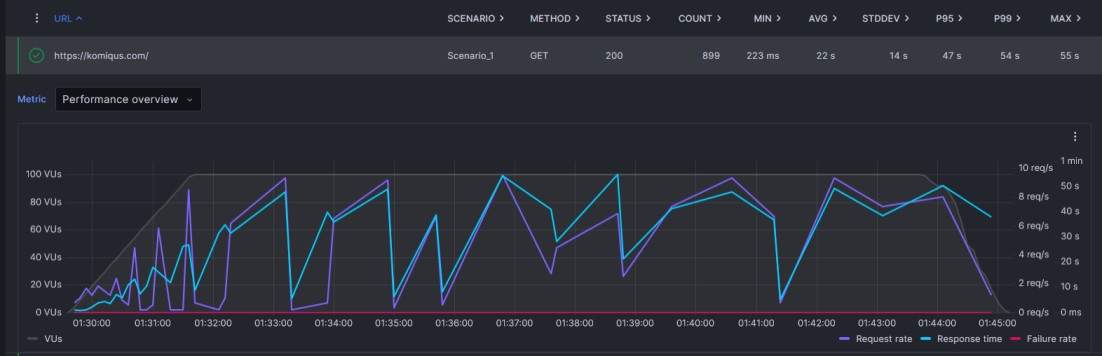 URL SCENARIO METHOD STATUS COUNT MIN AVG STDDEV P95 P99 MAX
https://komiqus.com/ Scenario_1 GET 200 899 223 ms 22 s 14 s 47 s 54 s 55 s
Metric Performance overview
100 VUs 10 req/s 1 min
80 VUs 8 req/s 50 s
60 VUs 6 req/s 40 s
40 VUs 4 req/s 30 s
20 VUs 2 req/s 20 s
0 VUs 0 req/s 10 s
0 ms
01:30:00 01:31:00 01:32:00 01:33:00 01:34:00 01:35:00 01:36:00 01:37:00 01:38:00 01:39:00 01:40:00 01:41:00 01:42:00 01:43:00 01:44:00 01:45:00
VUs Request rate Response time Failure rate